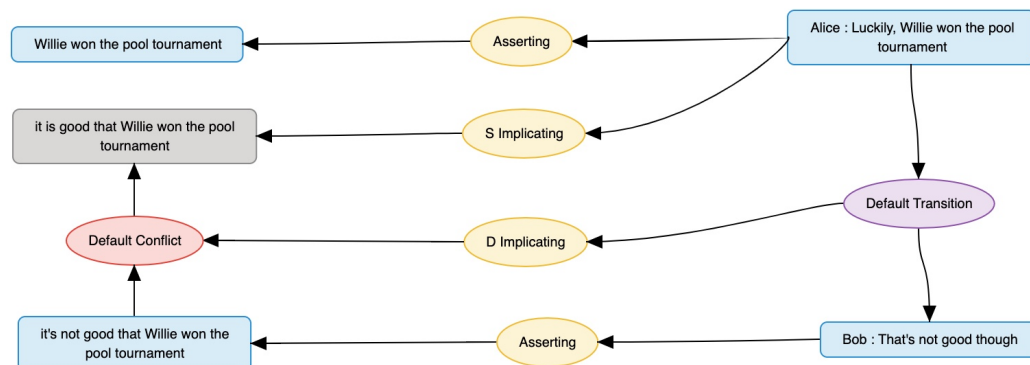 Willie won the pool tournament
Asserting
Alice : Luckily, Willie won the pool
tournament
it is good that Willie won the pool
tournament
S Implicating
Default Transition
Default Conflict
D Implicating
it's not good that Willie won the
pool tournament
Asserting
Bob : That's not good though